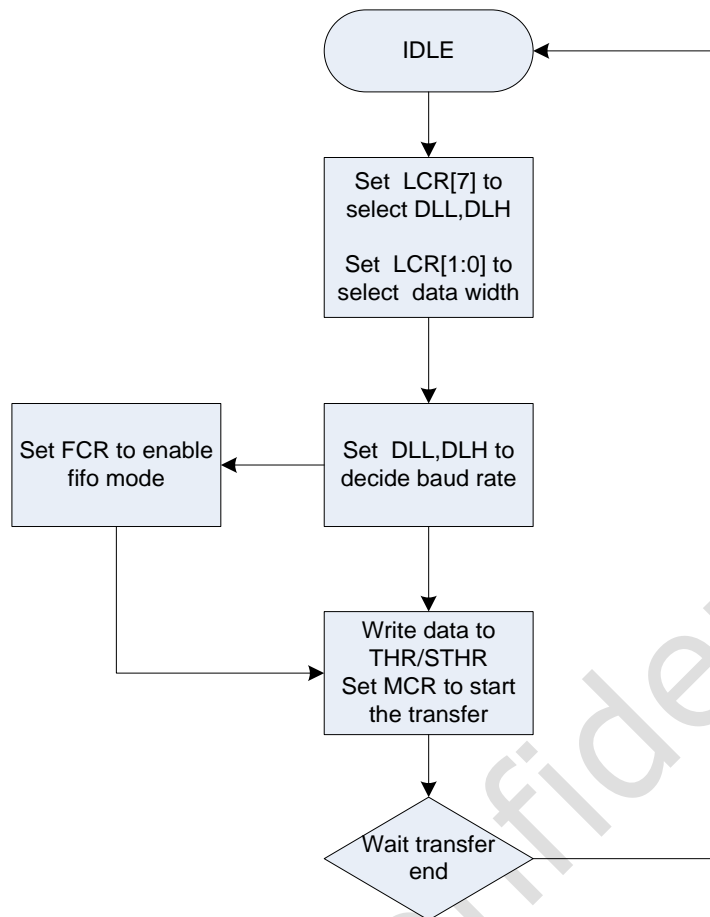 IDLE
Set LCR[7] to
select DLL,DLH
Set LCR[1:0] to
select data width
Set FCR to enable
fifo mode
Set DLL,DLH to
decide baud rate
Write data to
THR/STHR
Set MCR to start
the transfer
Wait transfer
end